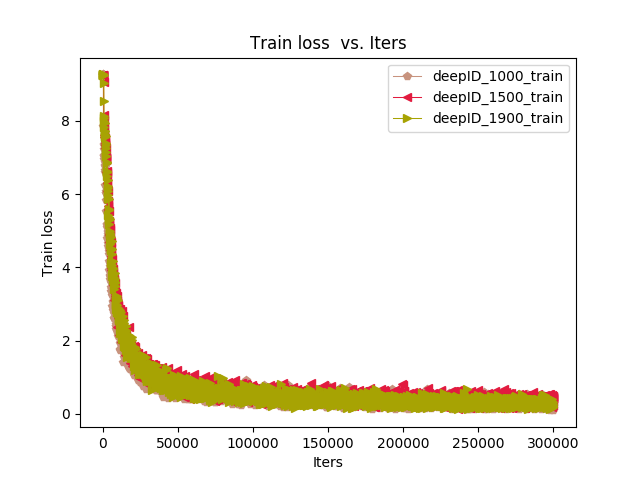 Train loss  vs. Iters
deepID_1000_train
deepID_1500_train
deepID_1900_train
Train loss
8
6
4
2
0
0 50000 100000 150000 200000 250000 300000
Iters